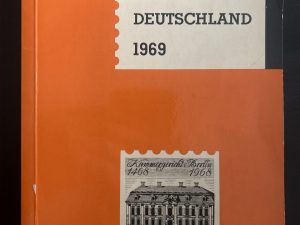 DEUTSCHLAND
1969
Kammergericht Berlin
1468 1968